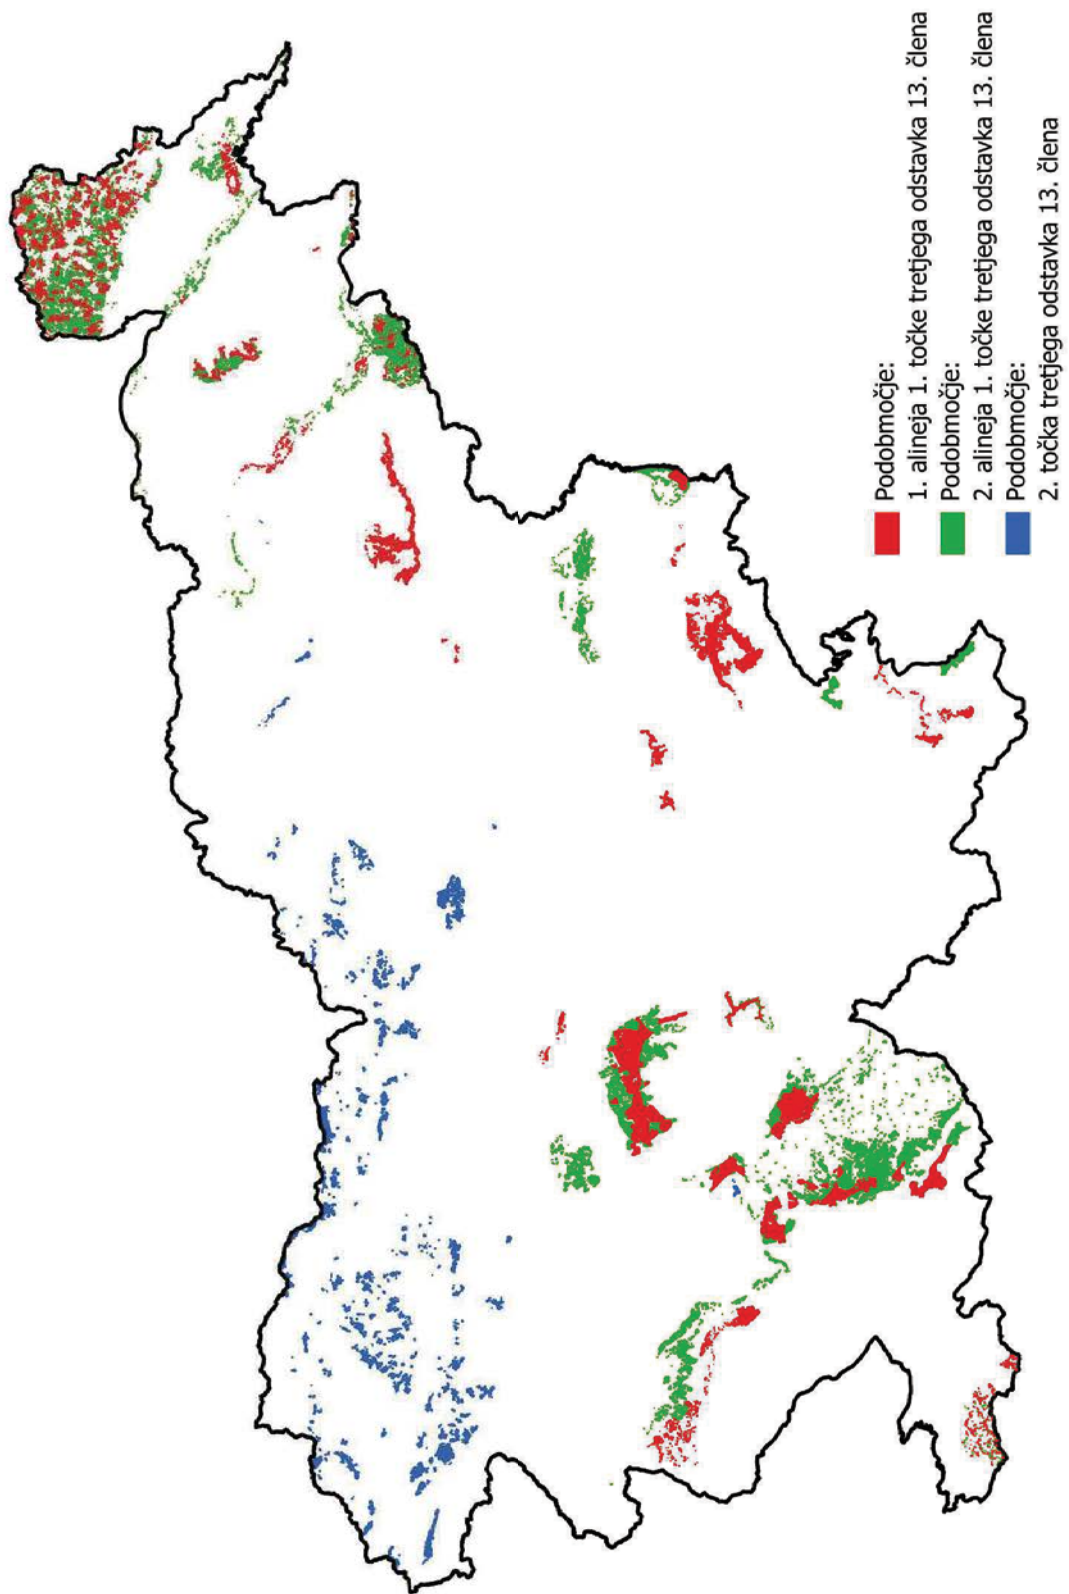 Podobmočje:
1. alineja 1. točke tretjega odstavka 13. člena
Podobmočje:
2. alineja 1. točke tretjega odstavka 13. člena
Podobmočje:
2. točka tretjega odstavka 13. člena